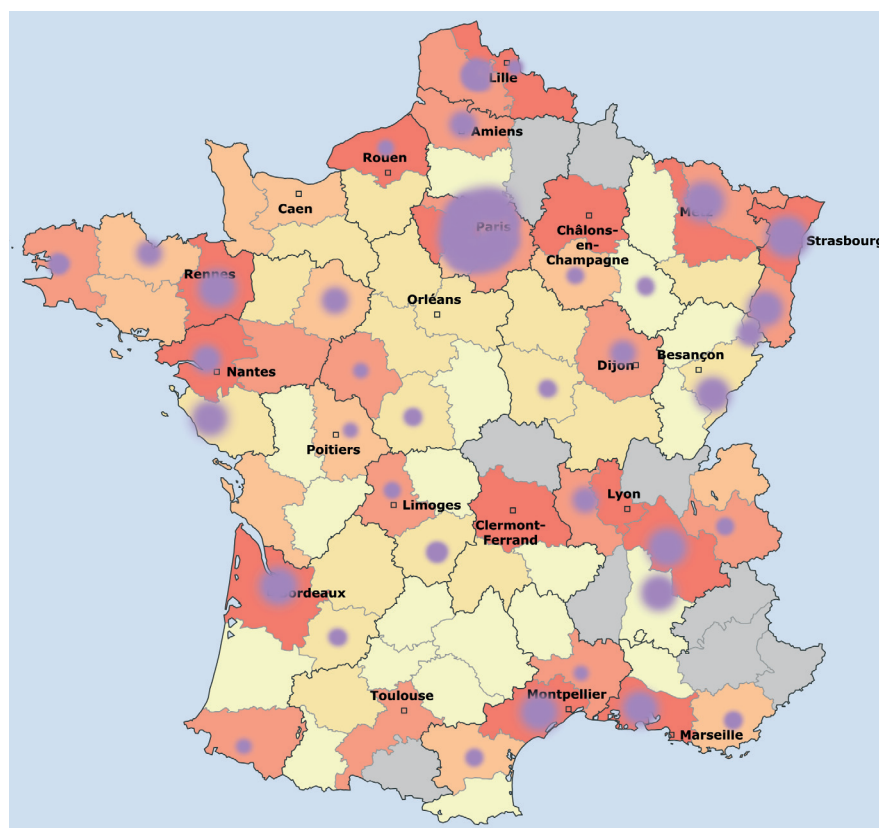 Lille
Amiens
Rouen
Caen
Paris
Metz
Châlons-
en-
Champagne
Strasbourg
Rennes
Orléans
Nantes
Dijon
Besançon
Poitiers
Limoges
Lyon
Clermont-
Ferrand
Bordeaux
Toulouse
Montpellier
Marseille